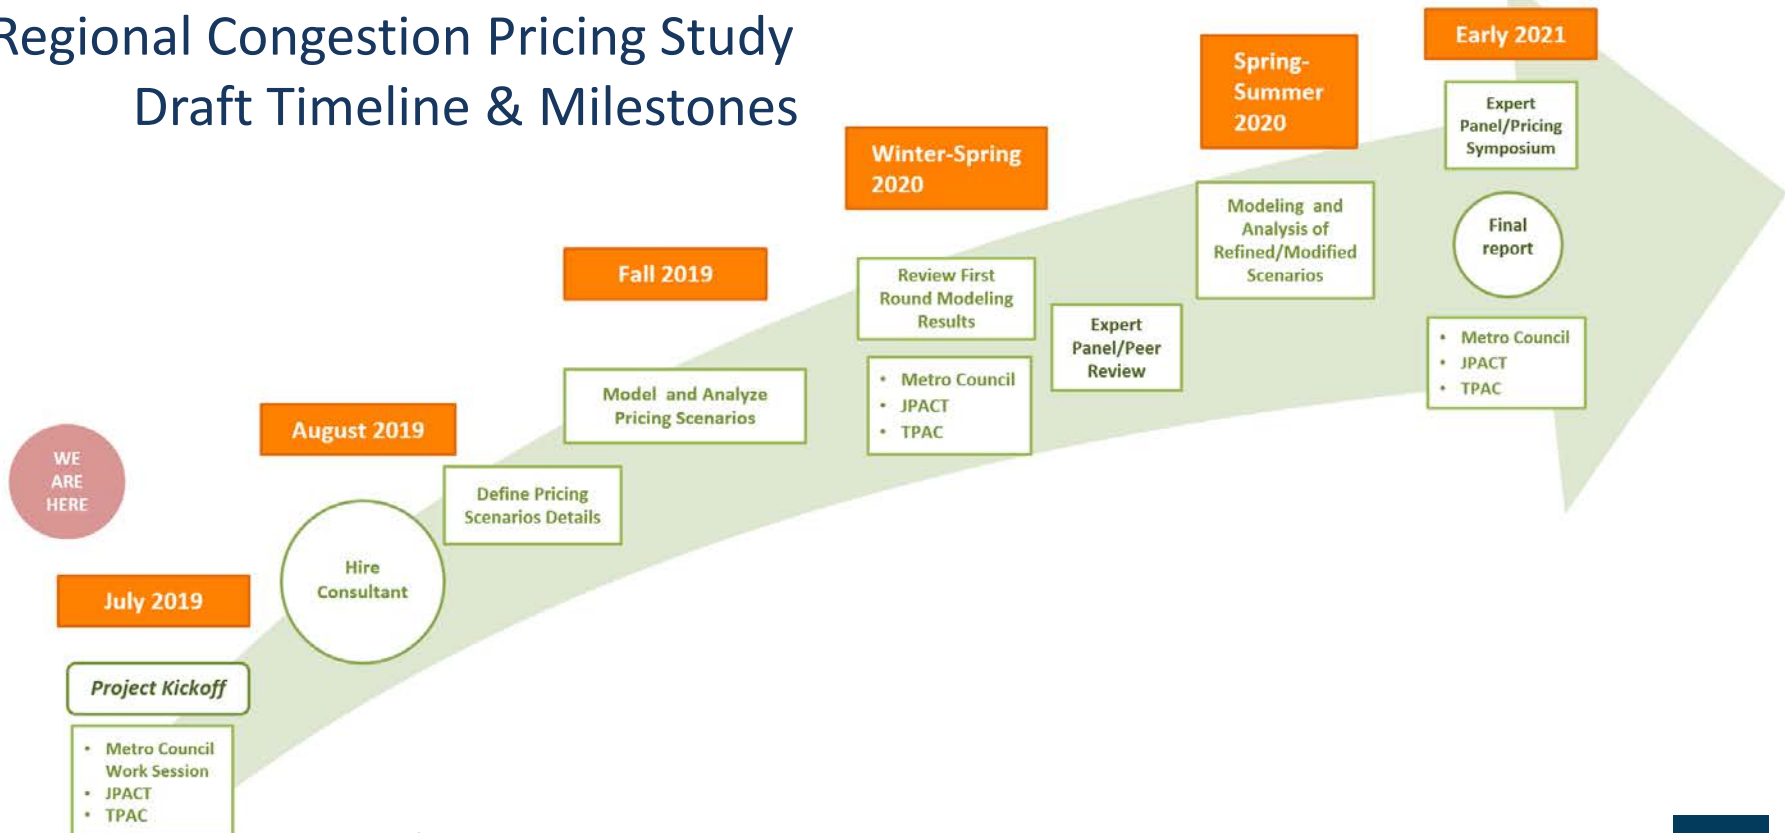 Regional Congestion Pricing Study
Draft Timeline & Milestones
WE
ARE
HERE
July 2019
Project Kickoff
• Metro Council
Work Session
• JPACT
• TPAC
August 2019
Hire
Consultant
Define Pricing
Scenarios Details
Fall 2019
Model and Analyze
Pricing Scenarios
Winter-Spring
2020
Review First
Round Modeling
Results
• Metro Council
• JPACT
• TPAC
Expert
Panel/Peer
Review
Spring-
Summer
2020
Modeling and
Analysis of
Refined/Modified
Scenarios
Early 2021
Expert
Panel/Pricing
Symposium
Final
report
• Metro Council
• JPACT
• TPAC